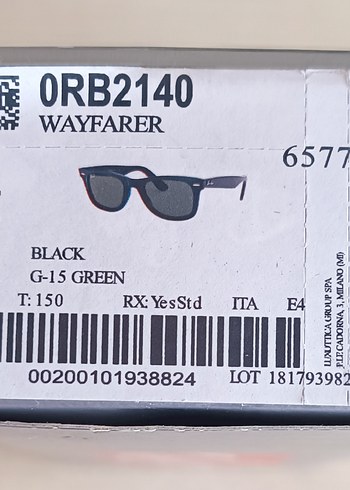 0RB2140
WAYFARER
6577
BLACK
G-15 GREEN
T: 150 RX: YesStd ITA E4
00200101938824
LOT 181793982
LUXOTTICA GROUP SPA
P.LE CADORNA, 3, MILANO (MI)